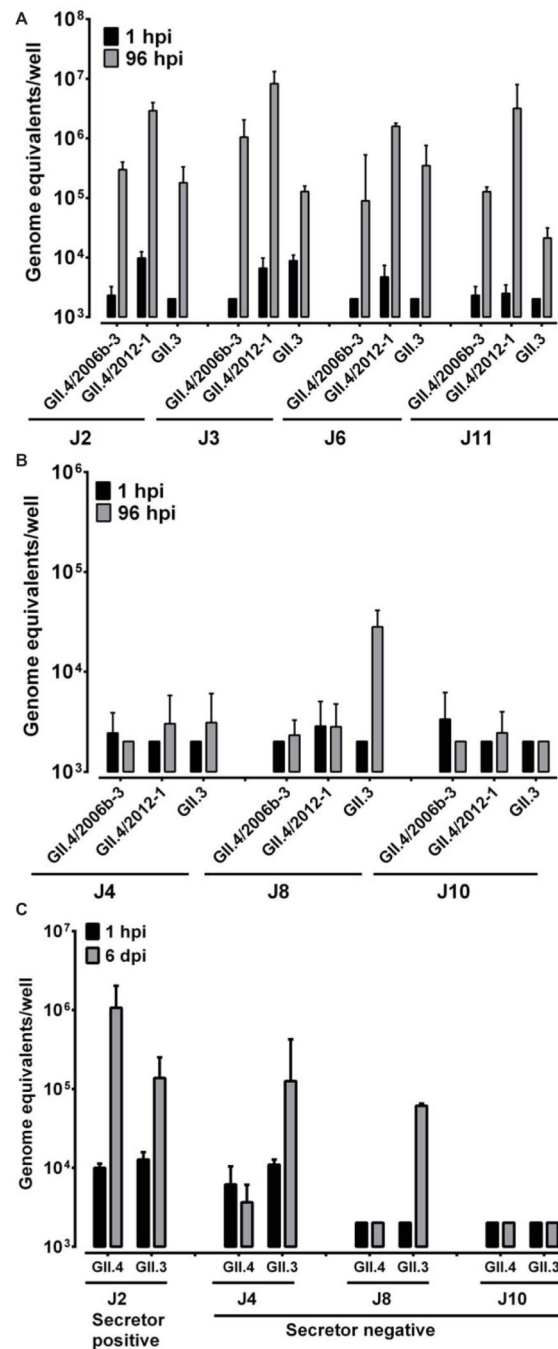 A
10⁸
10⁷
10⁶
10⁵
10⁴
10³
Genome equivalents/well
1 hpi
96 hpi
GII.4/2006b-3
GII.4/2012-1
GII.3
GII.4/2006b-3
GII.4/2012-1
GII.3
GII.4/2006b-3
GII.4/2012-1
GII.3
GII.4/2006b-3
GII.4/2012-1
GII.3
J2
J3
J6
J11
B
10⁶
10⁵
10⁴
10³
Genome equivalents/well
1 hpi
96 hpi
GII.4/2006b-3
GII.4/2012-1
GII.3
GII.4/2006b-3
GII.4/2012-1
GII.3
GII.4/2006b-3
GII.4/2012-1
GII.3
J4
J8
J10
C
10⁷
10⁶
10⁵
10⁴
10³
Genome equivalents/well
1 hpi
6 dpi
GII.4 GII.3
GII.4 GII.3
GII.4 GII.3
GII.4 GII.3
J2
J4
J8
J10
Secretor
positive
Secretor negative